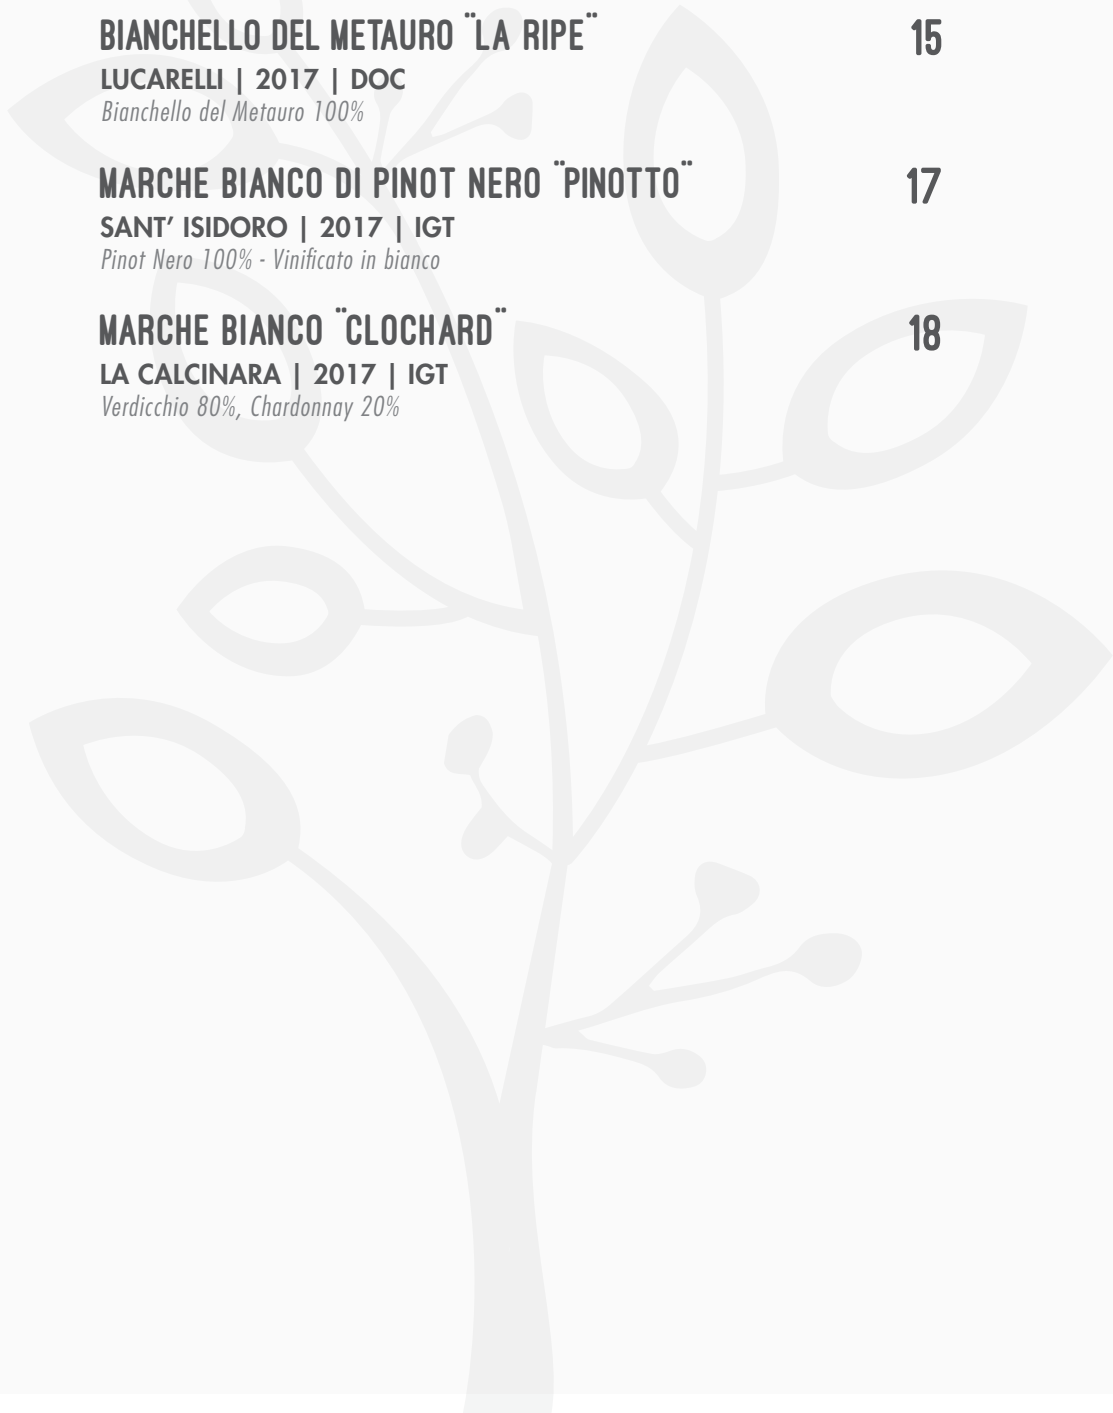 BIANCHELLO DEL METAURO ¨LA RIPE¨ 15
LUCARELLI | 2017 | DOC
Bianchello del Metauro 100%
MARCHE BIANCO DI PINOT NERO ¨PINOTTO¨ 17
SANT’ ISIDORO | 2017 | IGT
Pinot Nero 100% - Vinificato in bianco
MARCHE BIANCO ¨CLOCHARD¨ 18
LA CALCINARA | 2017 | IGT
Verdicchio 80%, Chardonnay 20%